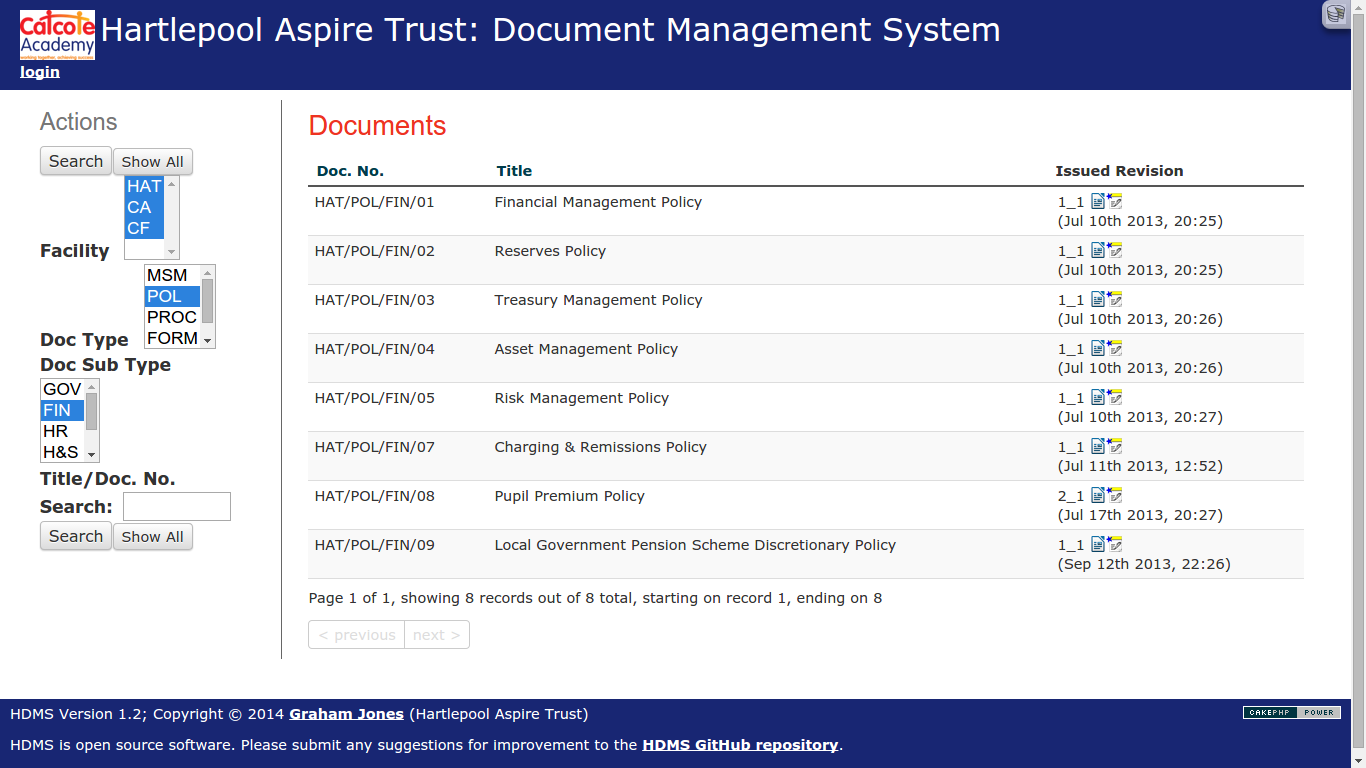 Catcote
Academy
working together, achieving success
Hartlepool Aspire Trust: Document Management System
login
Actions
Search Show All
Facility
HAT
CA
CF
Doc Type
MSM
POL
PROC
FORM
Doc Sub Type
GOV
FIN
HR
H&S
Title/Doc. No.
Search:
Search Show All
Documents
Doc. No. Title Issued Revision
HAT/POL/FIN/01 Financial Management Policy 1_1
(Jul 10th 2013, 20:25)
HAT/POL/FIN/02 Reserves Policy 1_1
(Jul 10th 2013, 20:25)
HAT/POL/FIN/03 Treasury Management Policy 1_1
(Jul 10th 2013, 20:26)
HAT/POL/FIN/04 Asset Management Policy 1_1
(Jul 10th 2013, 20:26)
HAT/POL/FIN/05 Risk Management Policy 1_1
(Jul 10th 2013, 20:27)
HAT/POL/FIN/07 Charging & Remissions Policy 1_1
(Jul 11th 2013, 12:52)
HAT/POL/FIN/08 Pupil Premium Policy 2_1
(Jul 17th 2013, 20:27)
HAT/POL/FIN/09 Local Government Pension Scheme Discretionary Policy 1_1
(Sep 12th 2013, 22:26)
Page 1 of 1, showing 8 records out of 8 total, starting on record 1, ending on 8
< previous next >
HDMS Version 1.2; Copyright © 2014 Graham Jones (Hartlepool Aspire Trust)
CAKEPHP POWER
HDMS is open source software. Please submit any suggestions for improvement to the HDMS GitHub repository.